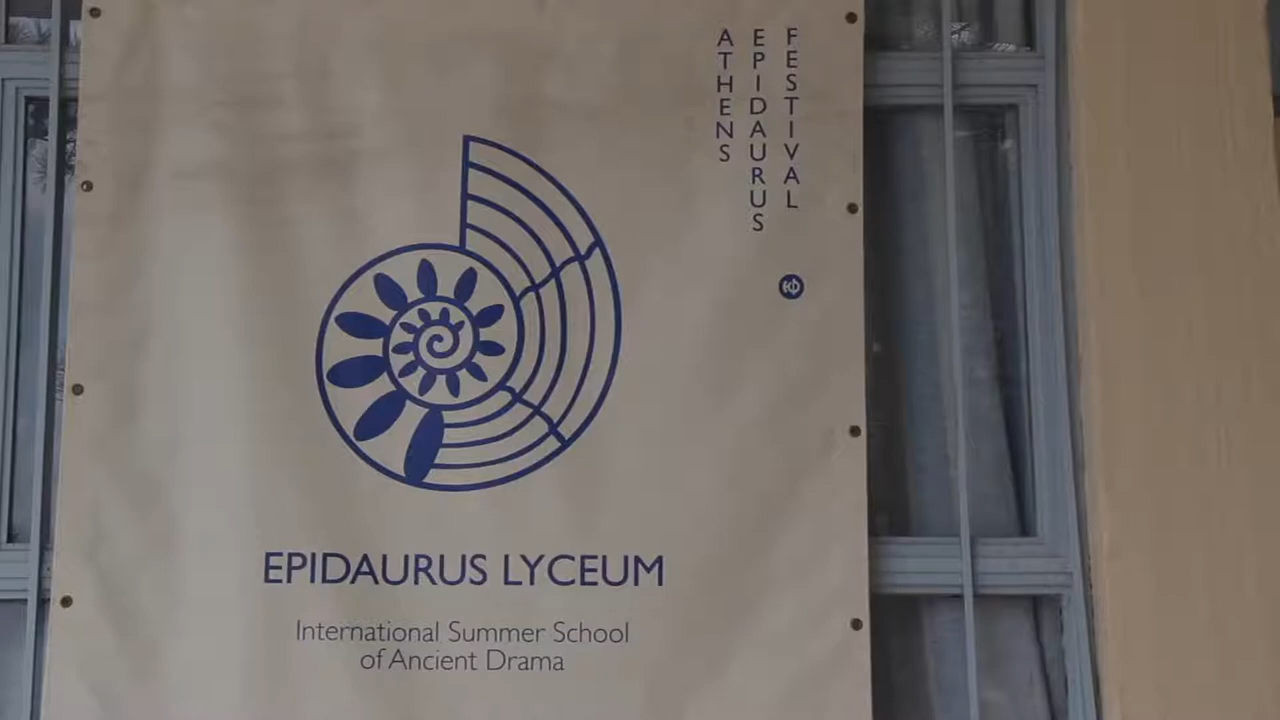 ATHENS
EPIDAURUS
FESTIVAL
EPIDAURUS LYCEUM
International Summer School
of Ancient Drama